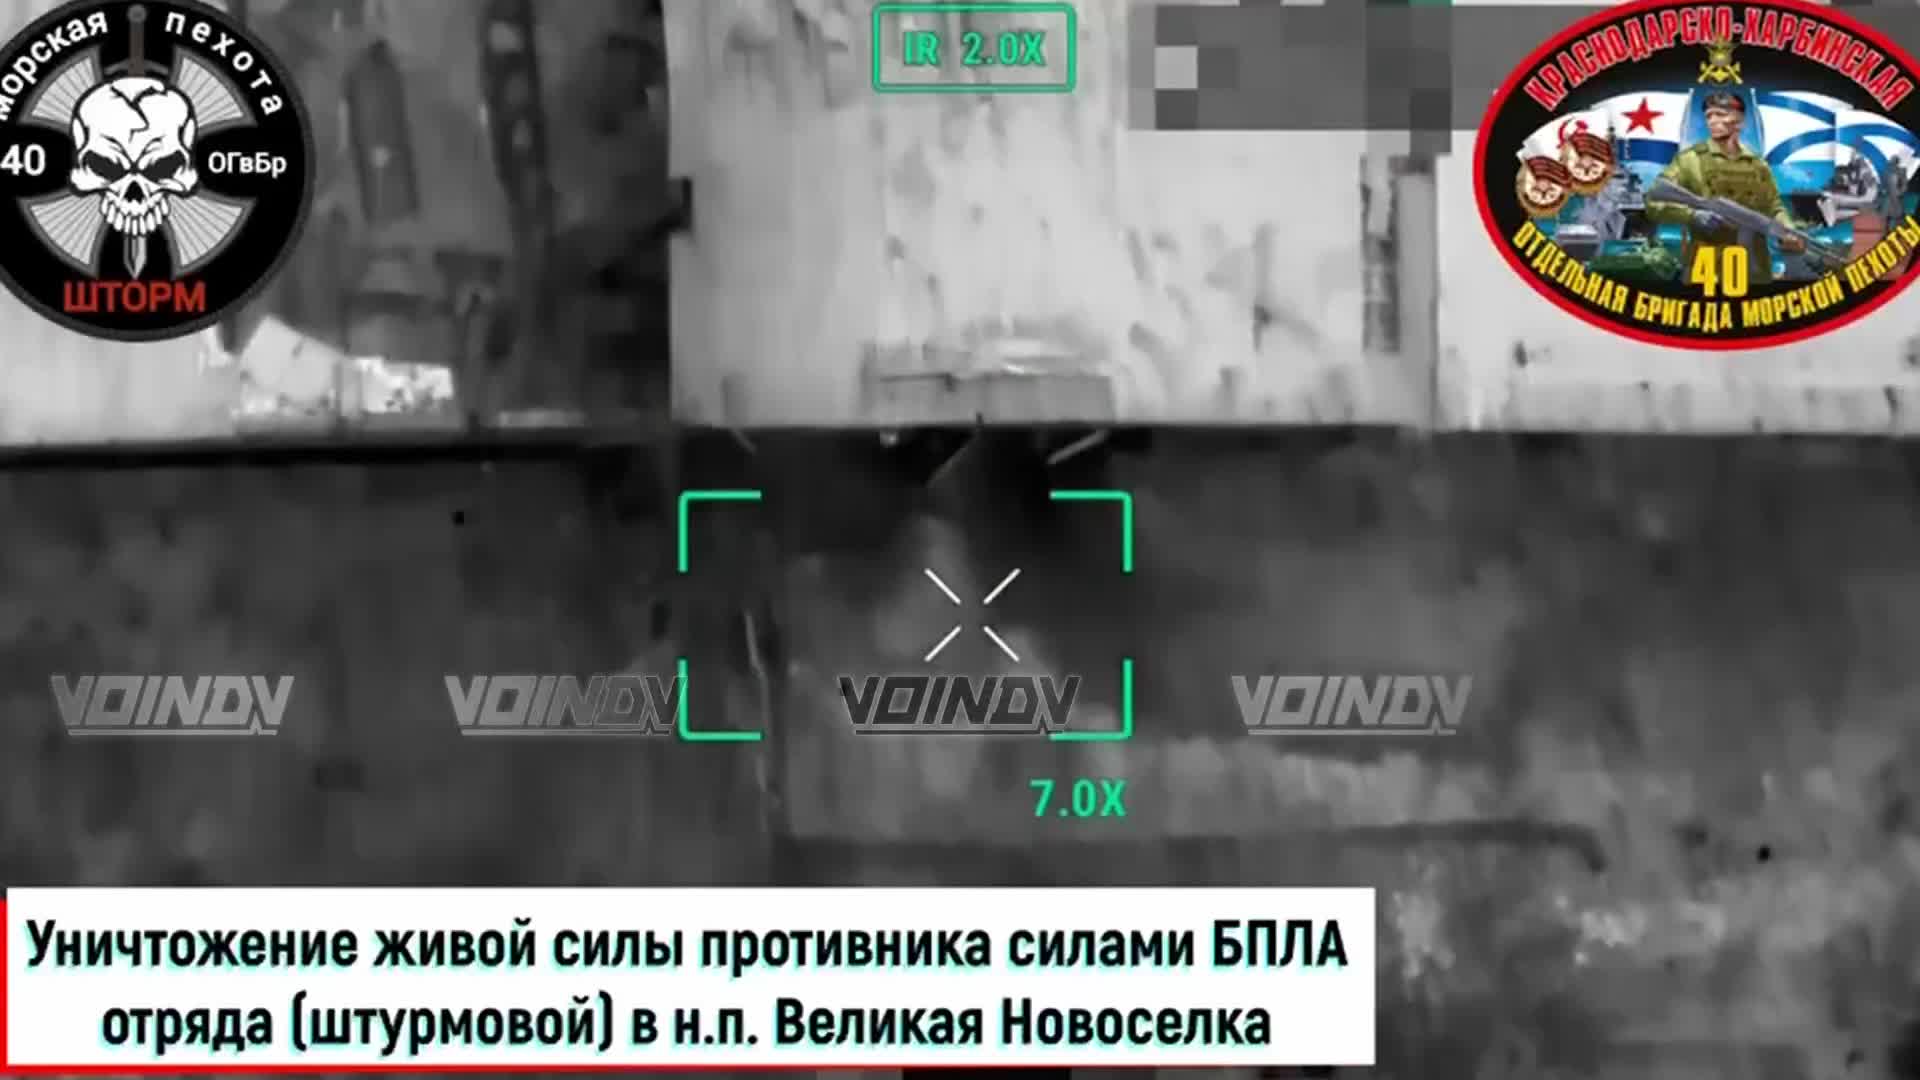 морская пехота
40 ОГвБр
ШТОРМ
IR 2.0X
КРАСНОДАРСКО-ХАРБИНСКАЯ
40
ОТДЕЛЬНАЯ БРИГАДА МОРСКОЙ ПЕХОТЫ
VOINDV VOINDV VOINDV VOINDV
7.0X
Уничтожение живой силы противника силами БПЛА
отряда (штурмовой) в н.п. Великая Новоселка